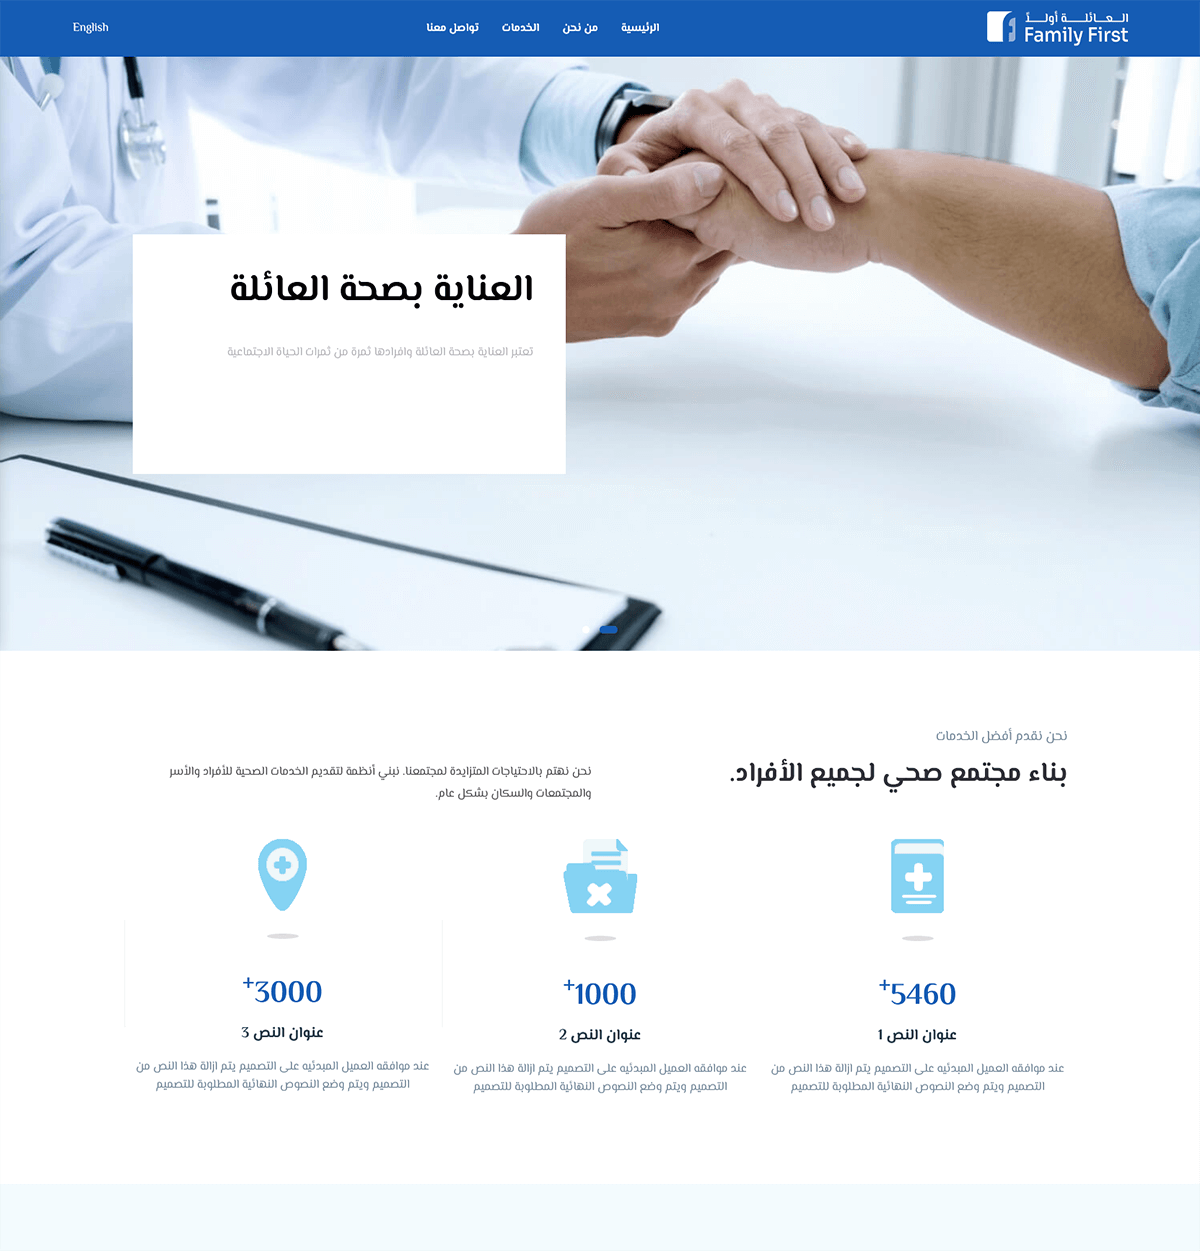 العائلة أولاً
Family First
الرئيسية
من نحن
الخدمات
تواصل معنا
English
العناية بصحة العائلة
تعتبر العناية بصحة العائلة وافرادها ثمرة من ثمرات الحياة الاجتماعية
نحن نقدم أفضل الخدمات
بناء مجتمع صحي لجميع الأفراد.
نحن نهتم بالاحتياجات المتزايدة لمجتمعنا. نبني أنظمة لتقديم الخدمات الصحية للأفراد والأسر
والمجتمعات والسكان بشكل عام.
5460+
عنوان النص 1
عند موافقه العميل المبدئيه على التصميم يتم ازالة هذا النص من
التصميم ويتم وضع النصوص النهائية المطلوبة للتصميم
1000+
عنوان النص 2
عند موافقه العميل المبدئيه على التصميم يتم ازالة هذا النص من
التصميم ويتم وضع النصوص النهائية المطلوبة للتصميم
3000+
عنوان النص 3
عند موافقه العميل المبدئيه على التصميم يتم ازالة هذا النص من
التصميم ويتم وضع النصوص النهائية المطلوبة للتصميم